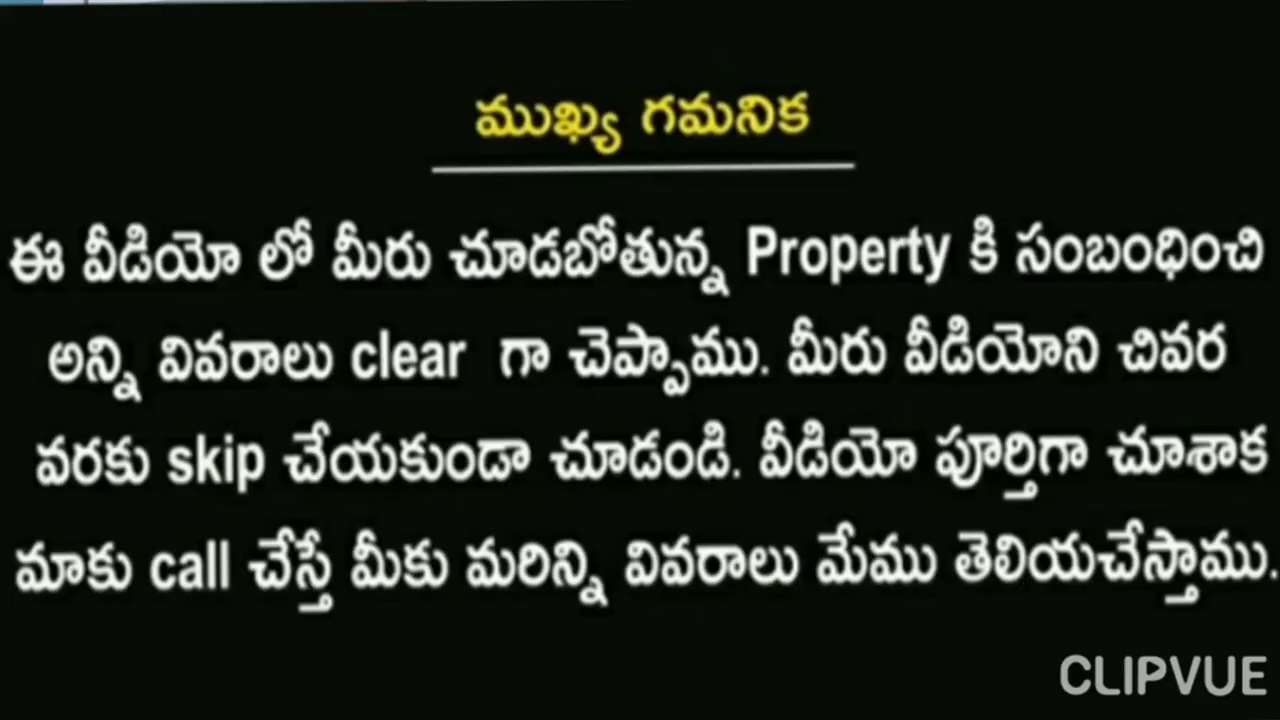 ముఖ్య గమనిక
ఈ వీడియో లో మీరు చూడబోతున్న Property కి సంబంధించి
అన్ని వివరాలు clear గా చెప్పాము. మీరు వీడియోని చివర
వరకు skip చేయకుండా చూడండి. వీడియో పూర్తిగా చూశాక
మాకు call చేస్తే మీకు మరిన్ని వివరాలు మేము తెలియచేస్తాము.
CLIPVUE